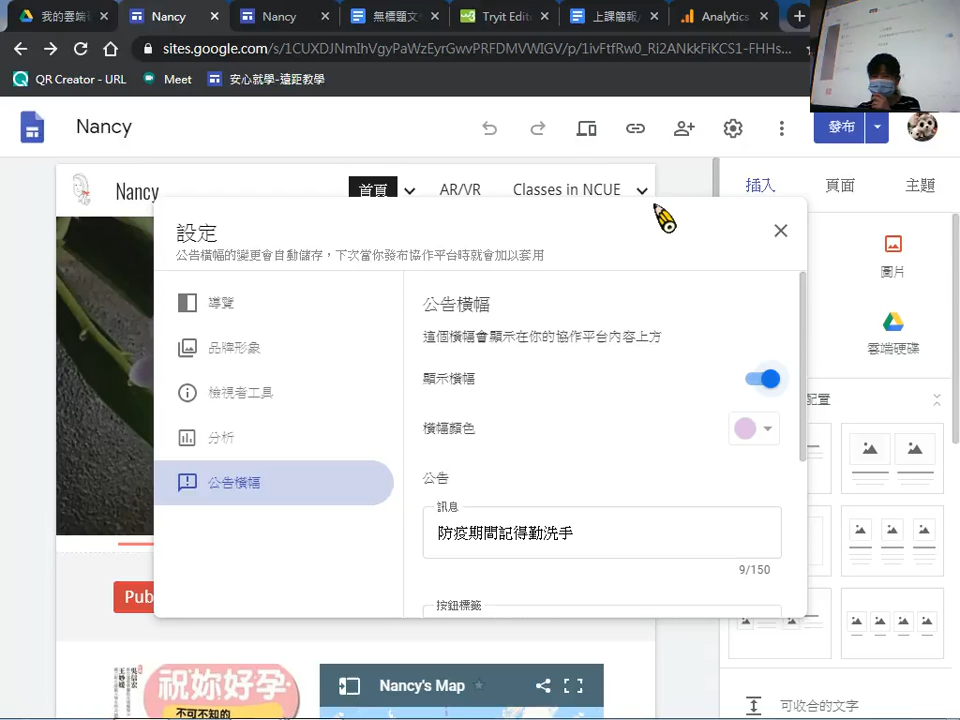 我的雲端硬
Nancy
Nancy
無標題文
Tryit Edit
上課簡報/
Analytics
sites.google.com/s/1CUXDJNmIhVgyPaWzEyrGwvPRFDMVWIGV/p/1ivFtfRw0_Ri2ANkkFiKCS1-FHHs...
QR Creator - URL
Meet
安心就學-遠距教學
Nancy
發布
Nancy
首頁
AR/VR
Classes in NCUE
插入
頁面
主題
設定
公告橫幅的變更會自動儲存，下次當你發布協作平台時就會加以套用
導覽
品牌形象
檢視者工具
分析
公告橫幅
公告橫幅
這個橫幅會顯示在你的協作平台內容上方
顯示橫幅
橫幅顏色
公告
訊息
防疫期間記得勤洗手
9/150
按鈕標籤
圖片
雲端硬碟
配置
Pub
祝妳好孕
不可不知的
Nancy's Map
可收合的文字